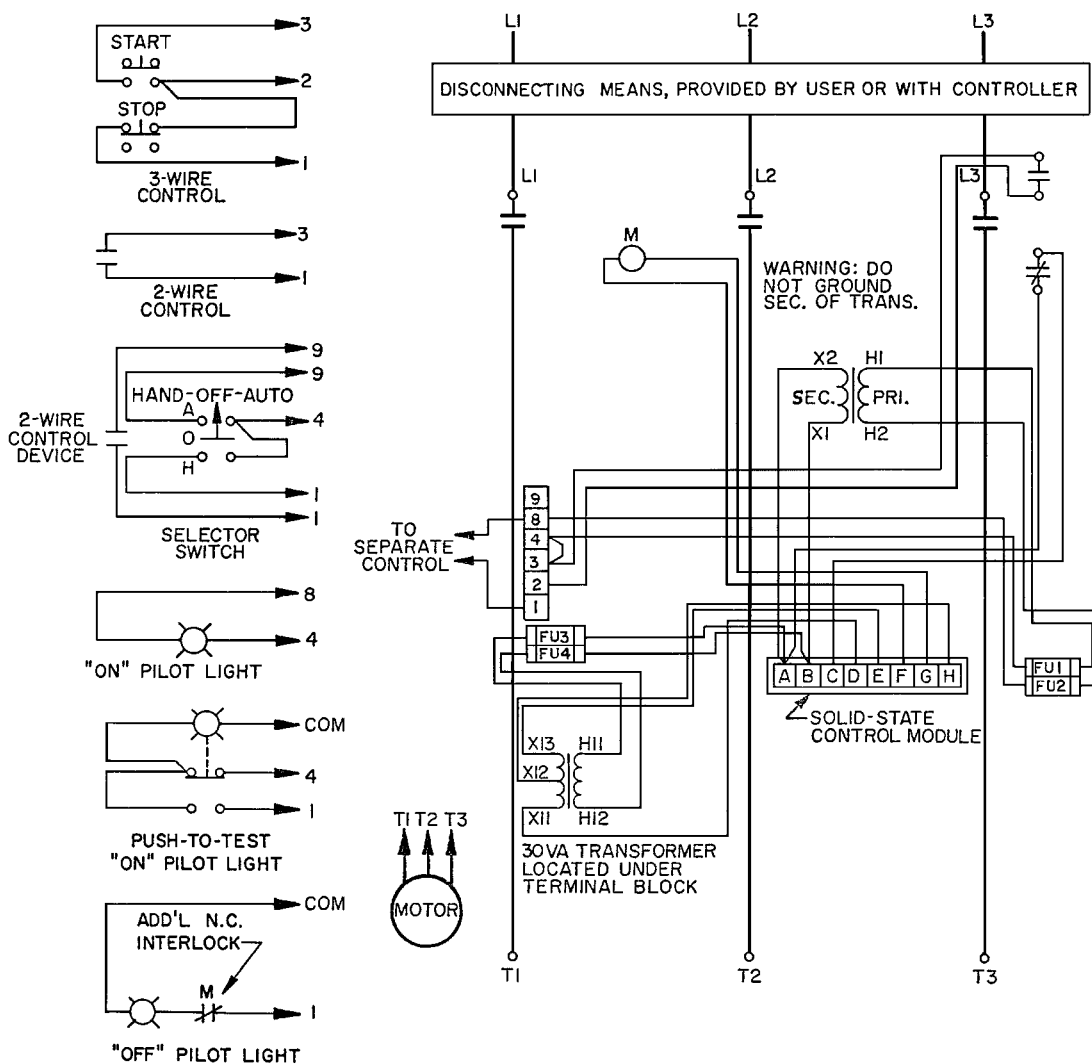 3
START
2
STOP
1
3-WIRE
CONTROL
3
1
2-WIRE
CONTROL
9
9
HAND-OFF-AUTO
A
4
O
H
2-WIRE
CONTROL
DEVICE
1
1
SELECTOR
SWITCH
8
4
"ON" PILOT LIGHT
COM
4
1
PUSH-TO-TEST
"ON" PILOT LIGHT
COM
ADD'L N.C.
INTERLOCK
M
1
"OFF" PILOT LIGHT
L1
L2
L3
DISCONNECTING MEANS, PROVIDED BY USER OR WITH CONTROLLER
L1
L2
L3
M
WARNING: DO
NOT GROUND
SEC. OF TRANS.
X2
H1
SEC.
PRI.
X1
H2
TO
SEPARATE
CONTROL
9
8
4
3
2
1
FU3
FU4
A B C D E F G H
FU1
FU2
SOLID-STATE
CONTROL MODULE
X13
H11
X12
X11
H12
30VA TRANSFORMER
LOCATED UNDER
TERMINAL BLOCK
T1 T2 T3
MOTOR
T1
T2
T3